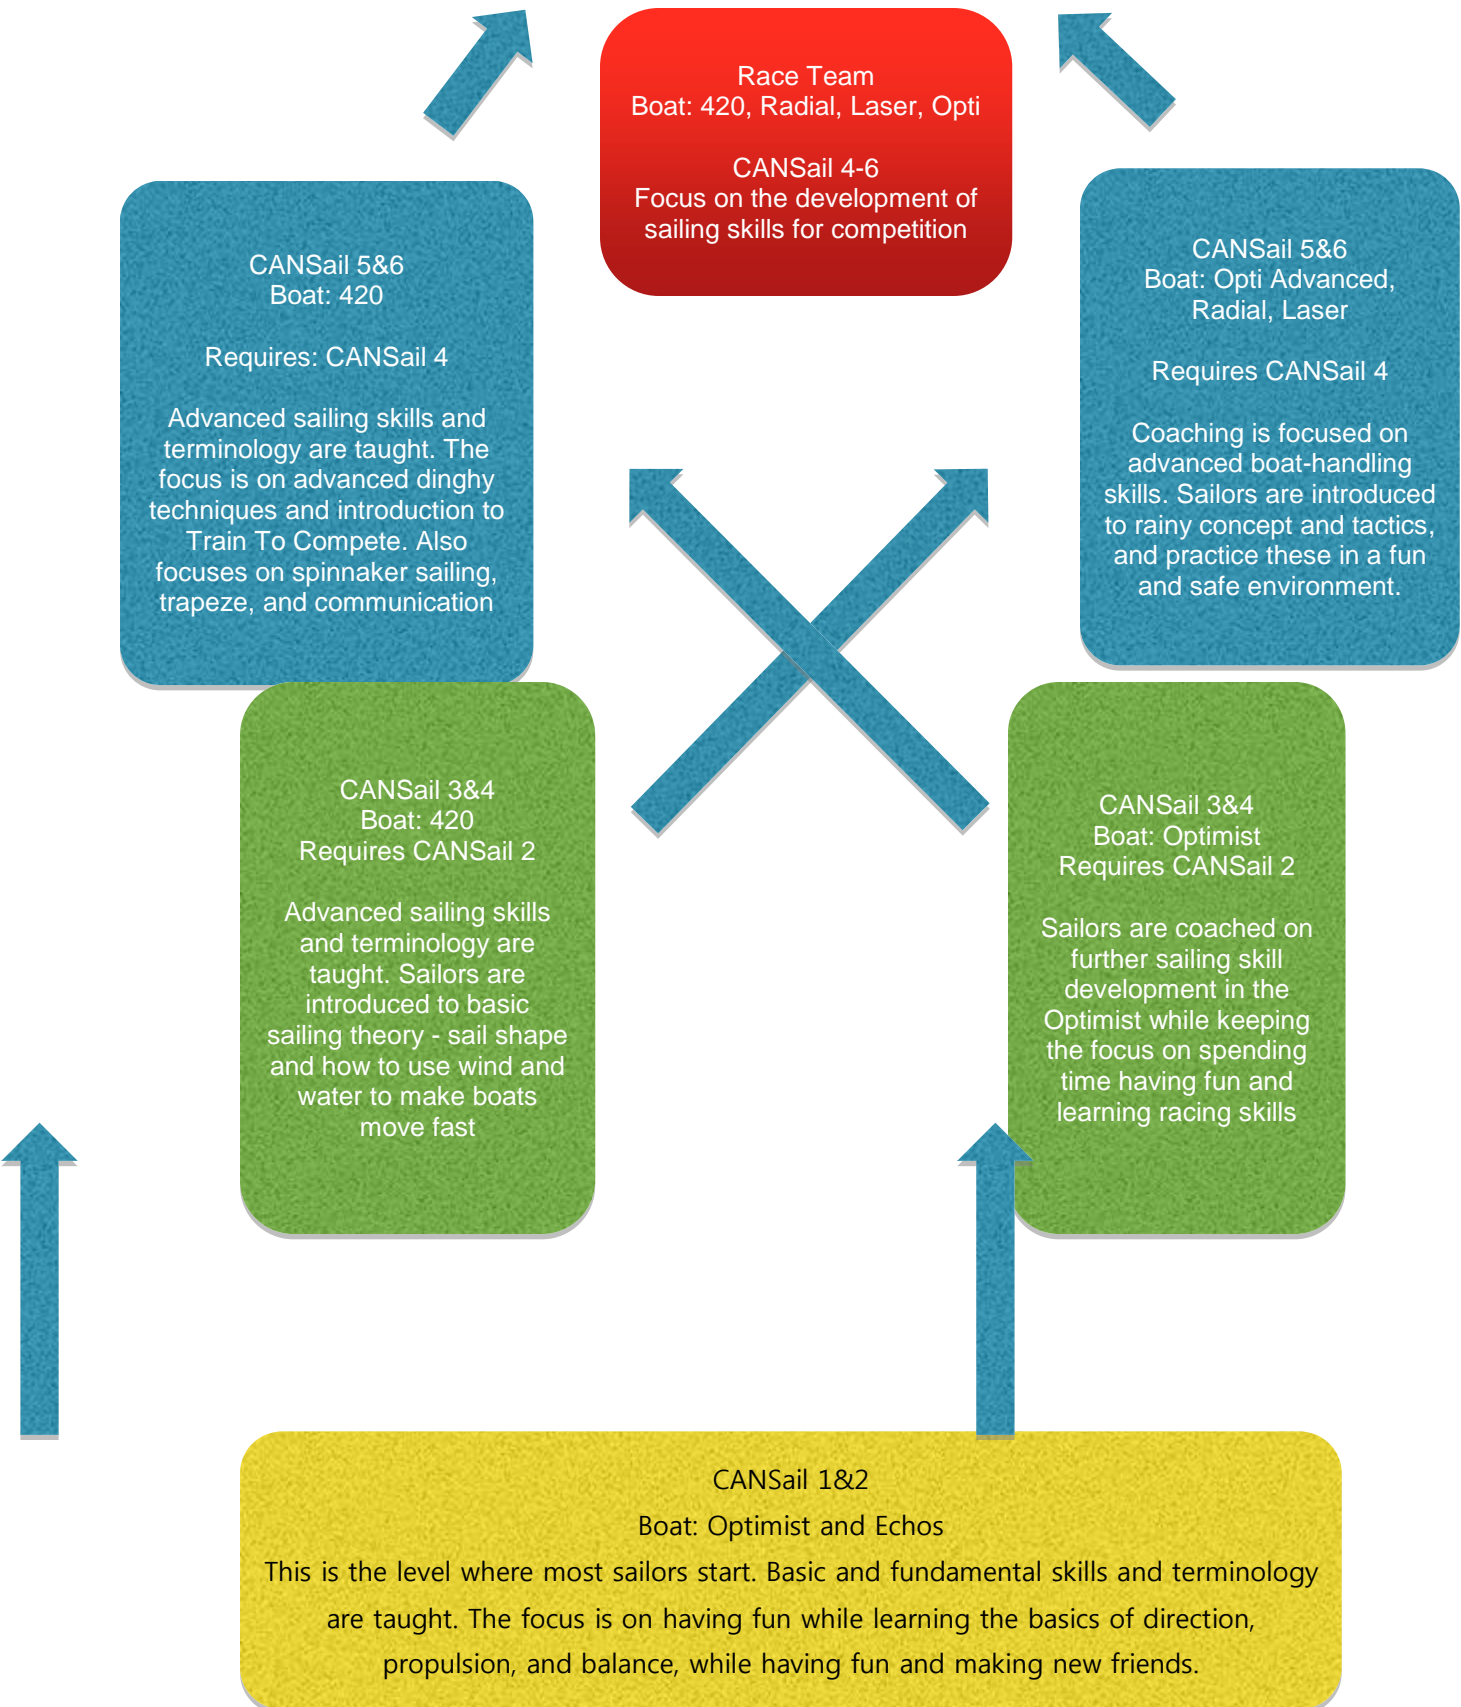 Race Team
Boat: 420, Radial, Laser, Opti
CANSail 4-6
Focus on the development of
sailing skills for competition
CANSail 5&6
Boat: 420
Requires: CANSail 4
Advanced sailing skills and
terminology are taught. The
focus is on advanced dinghy
techniques and introduction to
Train To Compete. Also
focuses on spinnaker sailing,
trapeze, and communication
CANSail 5&6
Boat: Opti Advanced,
Radial, Laser
Requires CANSail 4
Coaching is focused on
advanced boat-handling
skills. Sailors are introduced
to rainy concept and tactics,
and practice these in a fun
and safe environment.
CANSail 3&4
Boat: 420
Requires CANSail 2
Advanced sailing skills
and terminology are
taught. Sailors are
introduced to basic
sailing theory - sail shape
and how to use wind and
water to make boats
move fast
CANSail 3&4
Boat: Optimist
Requires CANSail 2
Sailors are coached on
further sailing skill
development in the
Optimist while keeping
the focus on spending
time having fun and
learning racing skills
CANSail 1&2
Boat: Optimist and Echos
This is the level where most sailors start. Basic and fundamental skills and terminology
are taught. The focus is on having fun while learning the basics of direction,
propulsion, and balance, while having fun and making new friends.